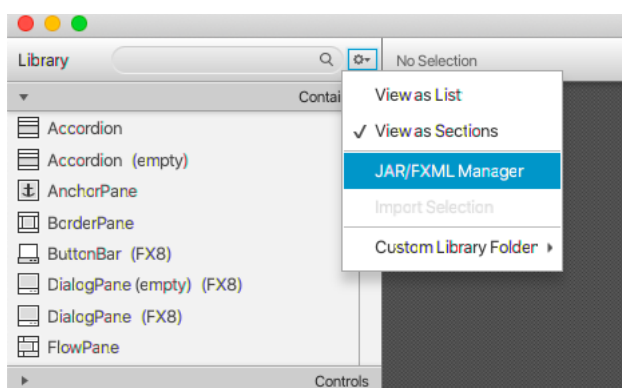 Library
No Selection
Contai
View as List
✓ View as Sections
JAR/FXML Manager
Import Selection
Custom Library Folder
Accordion
Accordion (empty)
AnchorPane
BorderPane
ButtonBar (FX8)
DialogPane (empty) (FX8)
DialogPane (FX8)
FlowPane
Controls